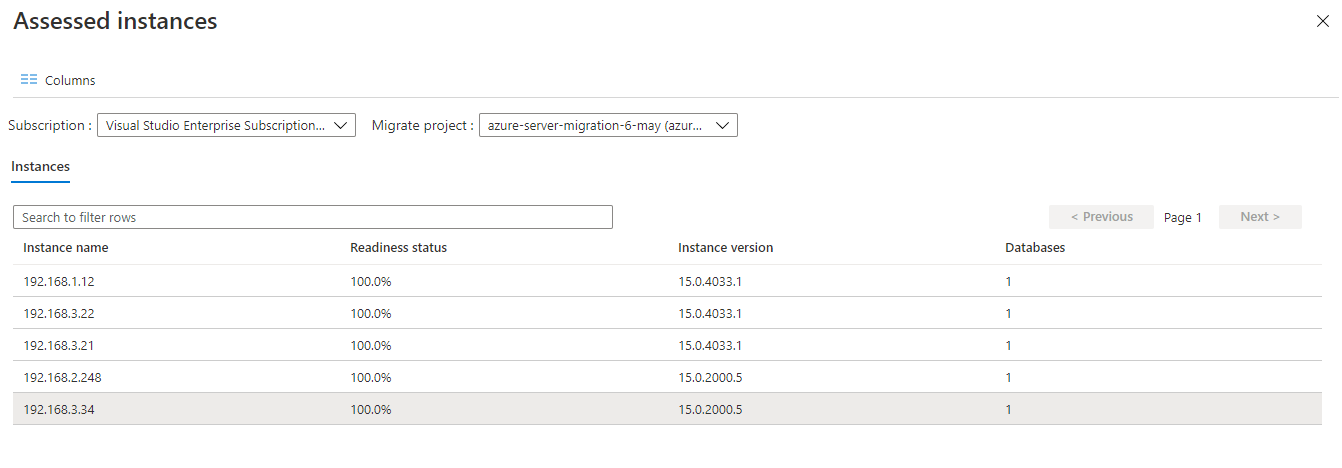 Assessed instances
Columns
Subscription : Visual Studio Enterprise Subscription... Migrate project : azure-server-migration-6-may (azur...
Instances
Search to filter rows < Previous Page 1 Next >
Instance name Readiness status Instance version Databases
192.168.1.12 100.0% 15.0.4033.1 1
192.168.3.22 100.0% 15.0.4033.1 1
192.168.3.21 100.0% 15.0.4033.1 1
192.168.2.248 100.0% 15.0.2000.5 1
192.168.3.34 100.0% 15.0.2000.5 1